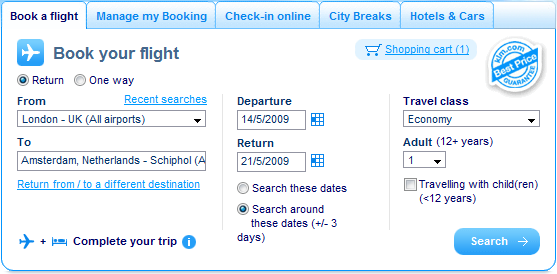 Book a flight
Manage my Booking
Check-in online
City Breaks
Hotels & Cars
Book your flight
Shopping cart (1)
klm.com
Best Price
GUARANTEE
Return
One way
From
Recent searches
London - UK (All airports)
To
Amsterdam, Netherlands - Schiphol (A
Return from / to a different destination
Departure
14/5/2009
Return
21/5/2009
Search these dates
Search around
these dates (+/- 3
days)
Travel class
Economy
Adult (12+ years)
1
Travelling with child(ren)
(<12 years)
+ Complete your trip i
Search